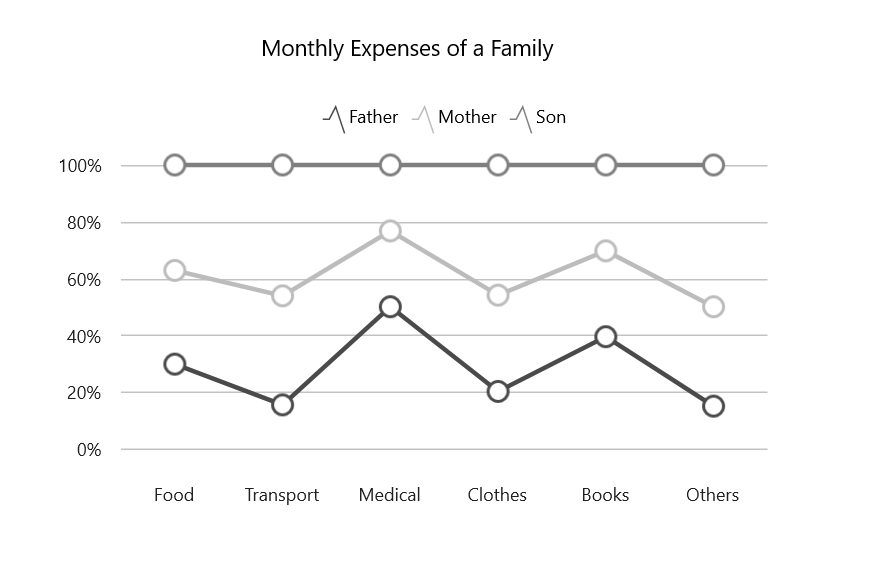 Monthly Expenses of a Family
Father Mother Son
100%
80%
60%
40%
20%
0%
Food Transport Medical Clothes Books Others